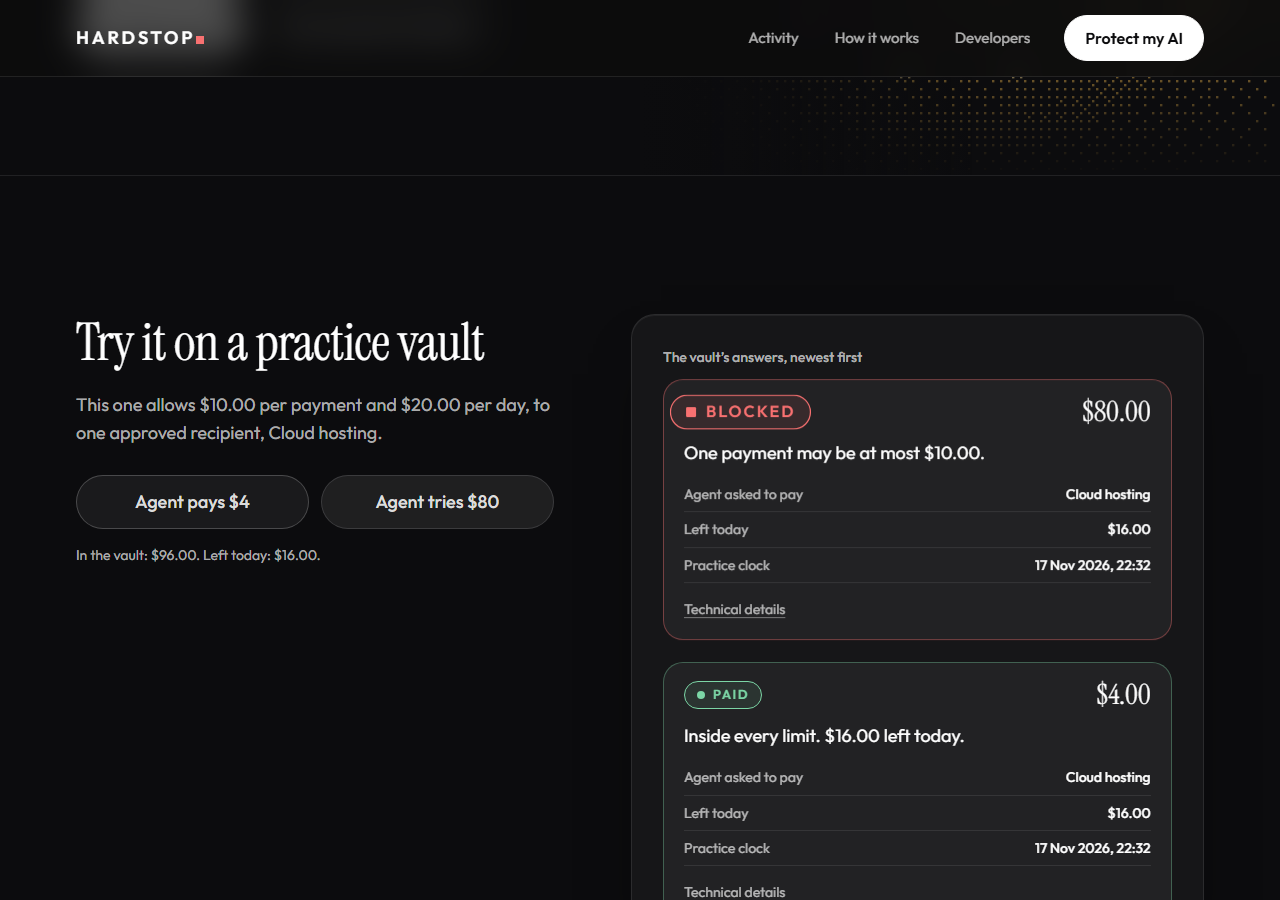 HARDSTOP
Activity
How it works
Developers
Protect my AI
Try it on a practice vault
This one allows $10.00 per payment and $20.00 per day, to
one approved recipient, Cloud hosting.
Agent pays $4
Agent tries $80
In the vault: $96.00. Left today: $16.00.
The vault’s answers, newest first
BLOCKED
$80.00
One payment may be at most $10.00.
Agent asked to pay
Cloud hosting
Left today
$16.00
Practice clock
17 Nov 2026, 22:32
Technical details
PAID
$4.00
Inside every limit. $16.00 left today.
Agent asked to pay
Cloud hosting
Left today
$16.00
Practice clock
17 Nov 2026, 22:32
Technical details